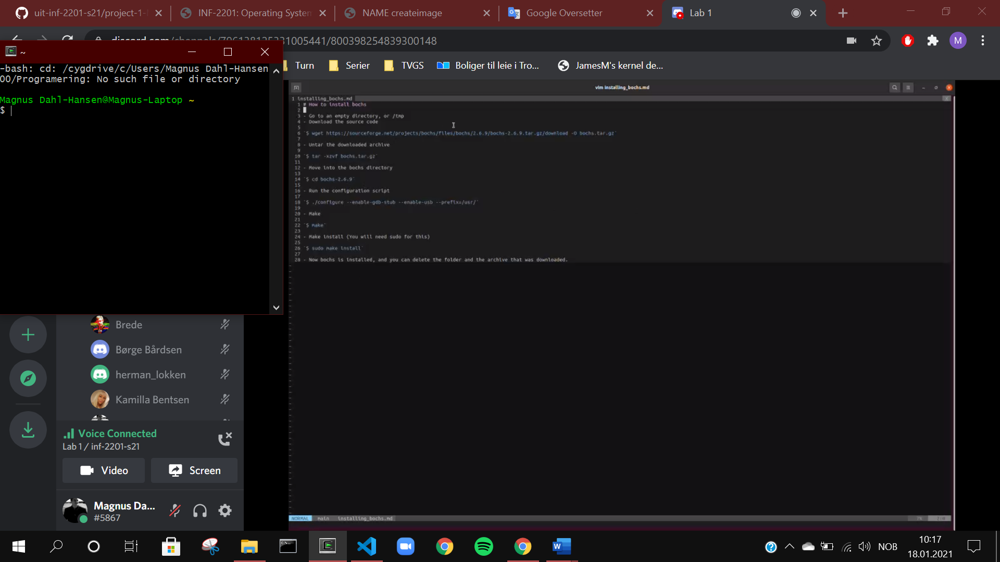 uit-inf-2201-s21/project-1-
INF-2201: Operating System
NAME createimage
Google Oversetter
Lab 1
1005441/800398254839300148
M
Turn
Serier
TVGS
Boliger til leie i Tro...
JamesM's kernel de...
~
-bash: cd: /cygdrive/c/Users/Magnus Dahl-Hansen
OO/Programering: No such file or directory
Magnus Dahl-Hansen@Magnus-Laptop ~
$
vim installing_bochs.md
1 installing_bochs.md
1 # How to install bochs
2
3 - Go to an empty directory, or /tmp
4 - Download the source code
5
6 `$ wget https://sourceforge.net/projects/bochs/files/bochs/2.6.9/bochs-2.6.9.tar.gz/download -O bochs.tar.gz`
7
8 - Untar the downloaded archive
9
10 `$ tar -xzvf bochs.tar.gz`
11
12 - Move into the bochs directory
13
14 `$ cd bochs-2.6.9`
15
16 - Run the configuration script
17
18 `$ ./configure --enable-gdb-stub --enable-usb --prefix=/usr/`
19
20 - Make
21
22 `$ make`
23
24 - Make install (You will need sudo for this)
25
26 `$ sudo make install`
27
28 - Now bochs is installed, and you can delete the folder and the archive that was downloaded.
NORMAL main installing_bochs.md 7% 2:0
Brede
Børge Bårdsen
herman_lokken
Kamilla Bentsen
Voice Connected
Lab 1 / inf-2201-s21
Video
Screen
Magnus Da...
#5867
NOB
10:17
18.01.2021